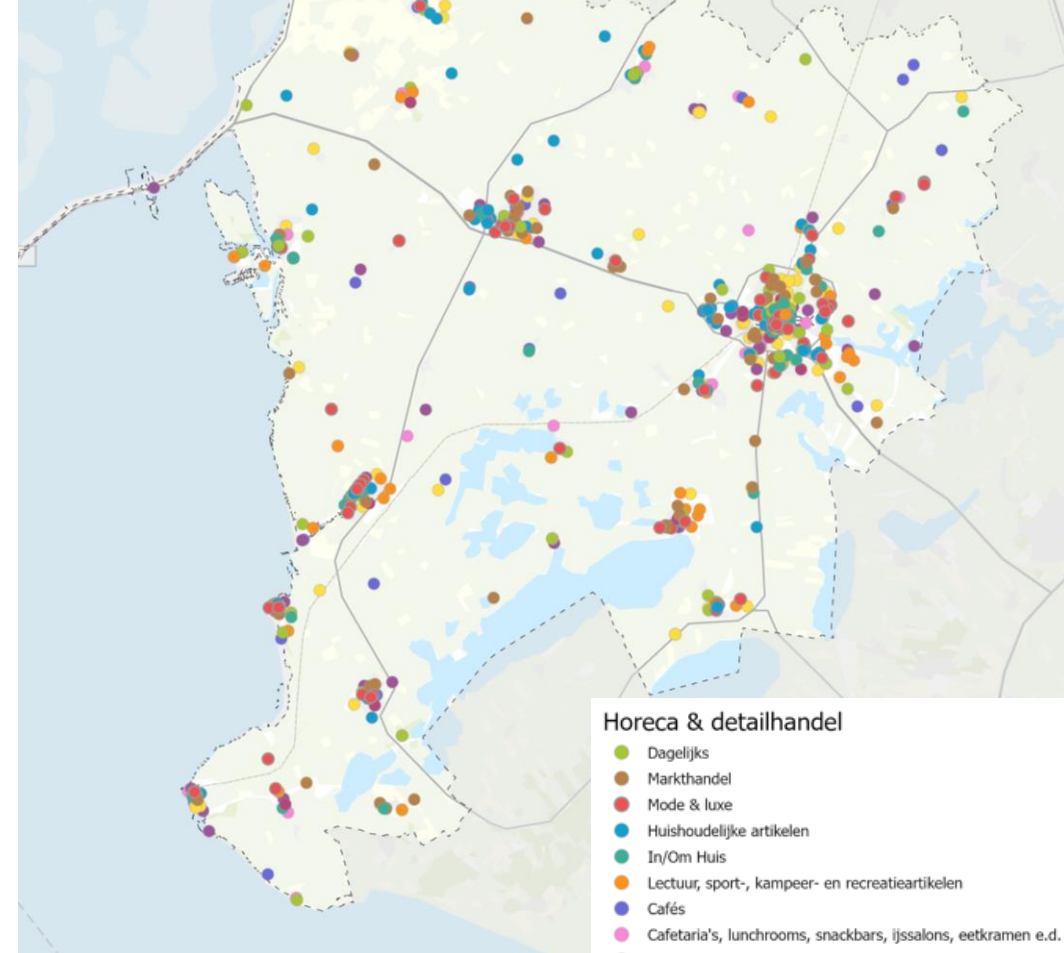 Horeca & detailhandel
Dagelijks
Markthandel
Mode & luxe
Huishoudelijke artikelen
In/Om Huis
Lectuur, sport-, kampeer- en recreatieartikelen
Cafés
Cafetaria's, lunchrooms, snackbars, ijssalons, eetkramen e.d.